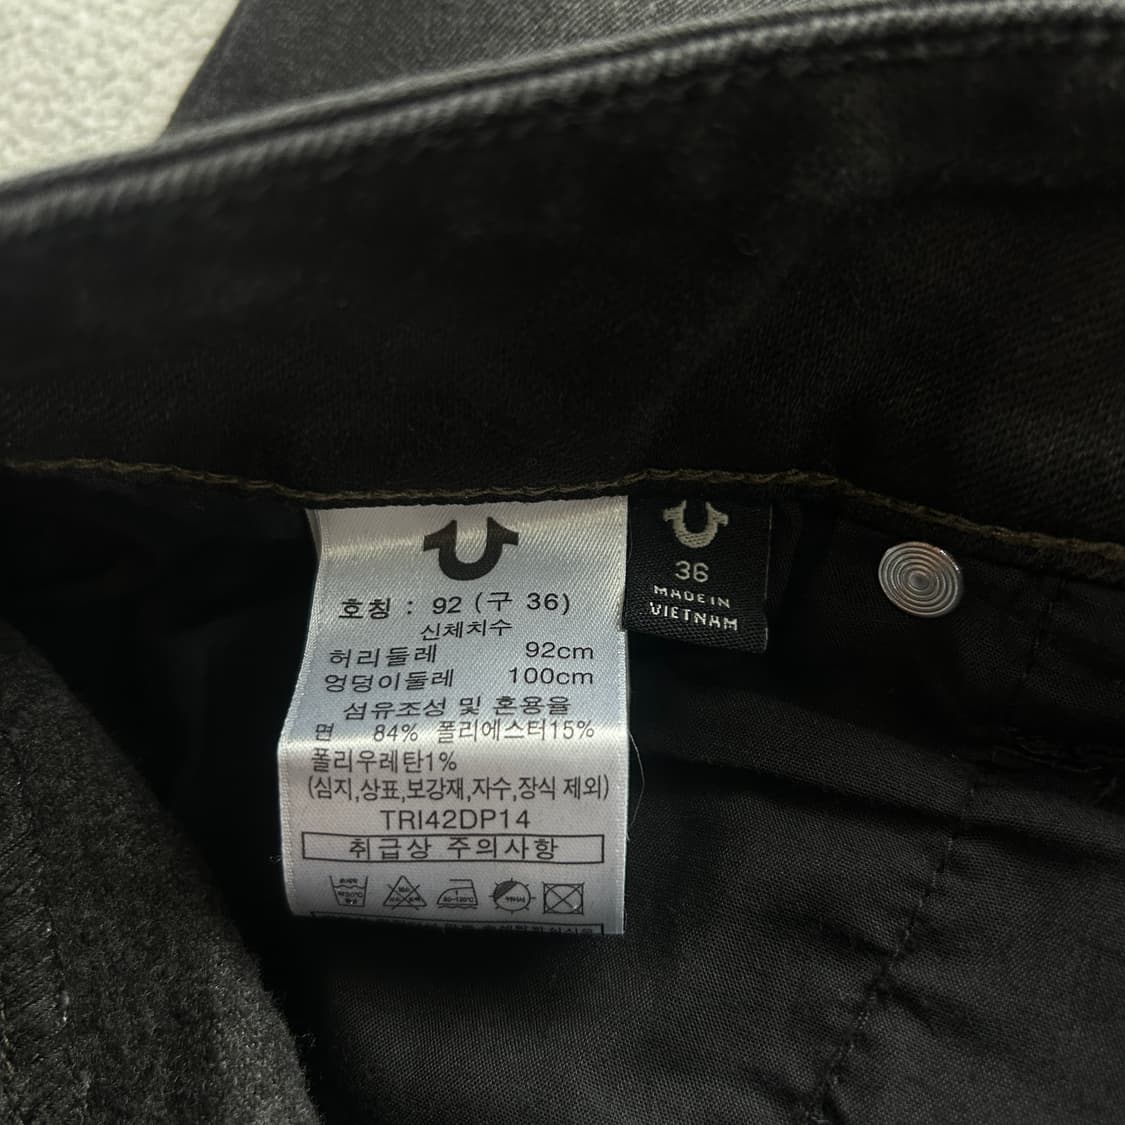 호칭 : 92 (구 36)
신체치수
허리둘레 92cm
엉덩이둘레 100cm
섬유조성 및 혼용율
면 84% 폴리에스터15%
폴리우레탄1%
(심지,상표,보강재,자수,장식 제외)
TRI42DP14
취급상 주의사항
36
MADE IN
VIETNAM